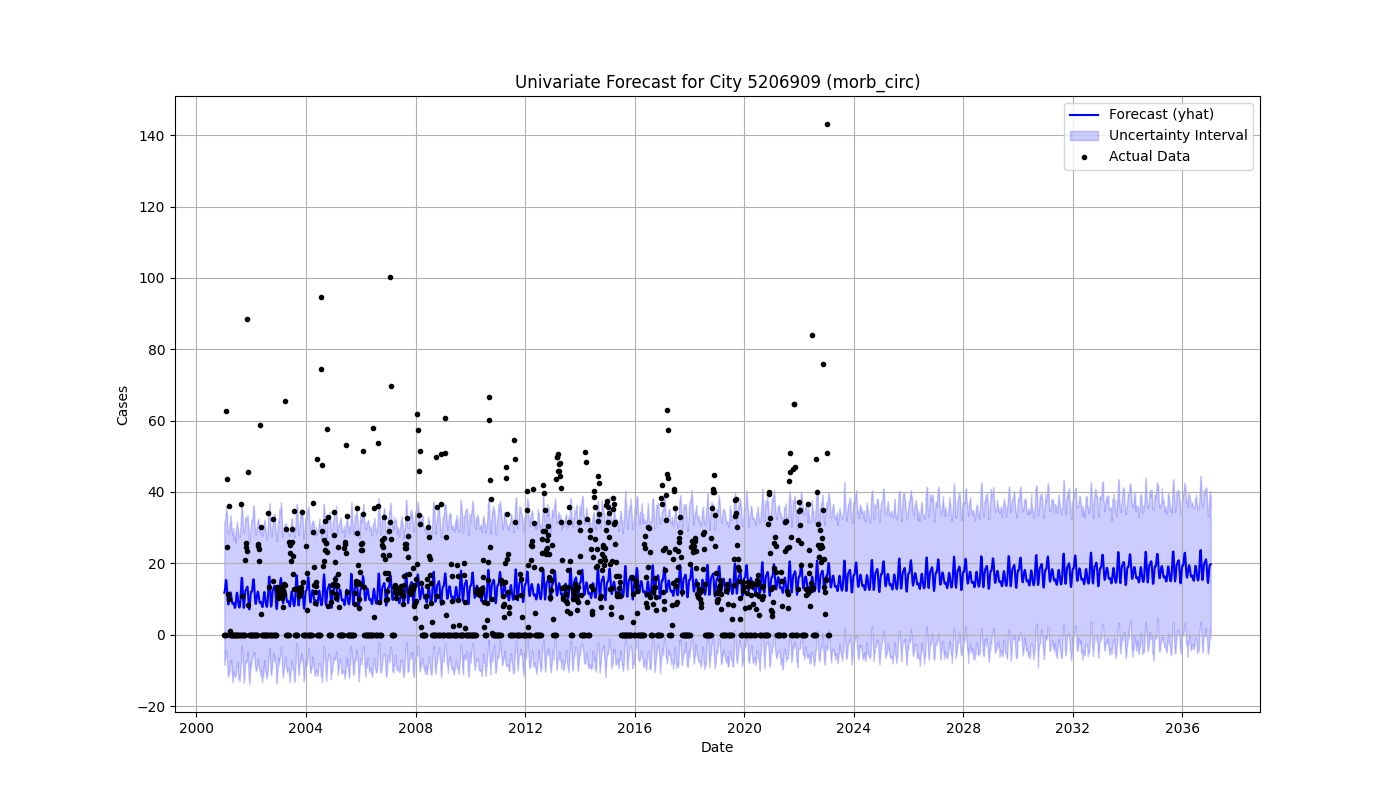 Univariate Forecast for City 5206909 (morb_circ)
Forecast (yhat)
Uncertainty Interval
Actual Data
140
120
100
80
60
40
20
0
−20
Cases
2000 2004 2008 2012 2016 2020 2024 2028 2032 2036
Date